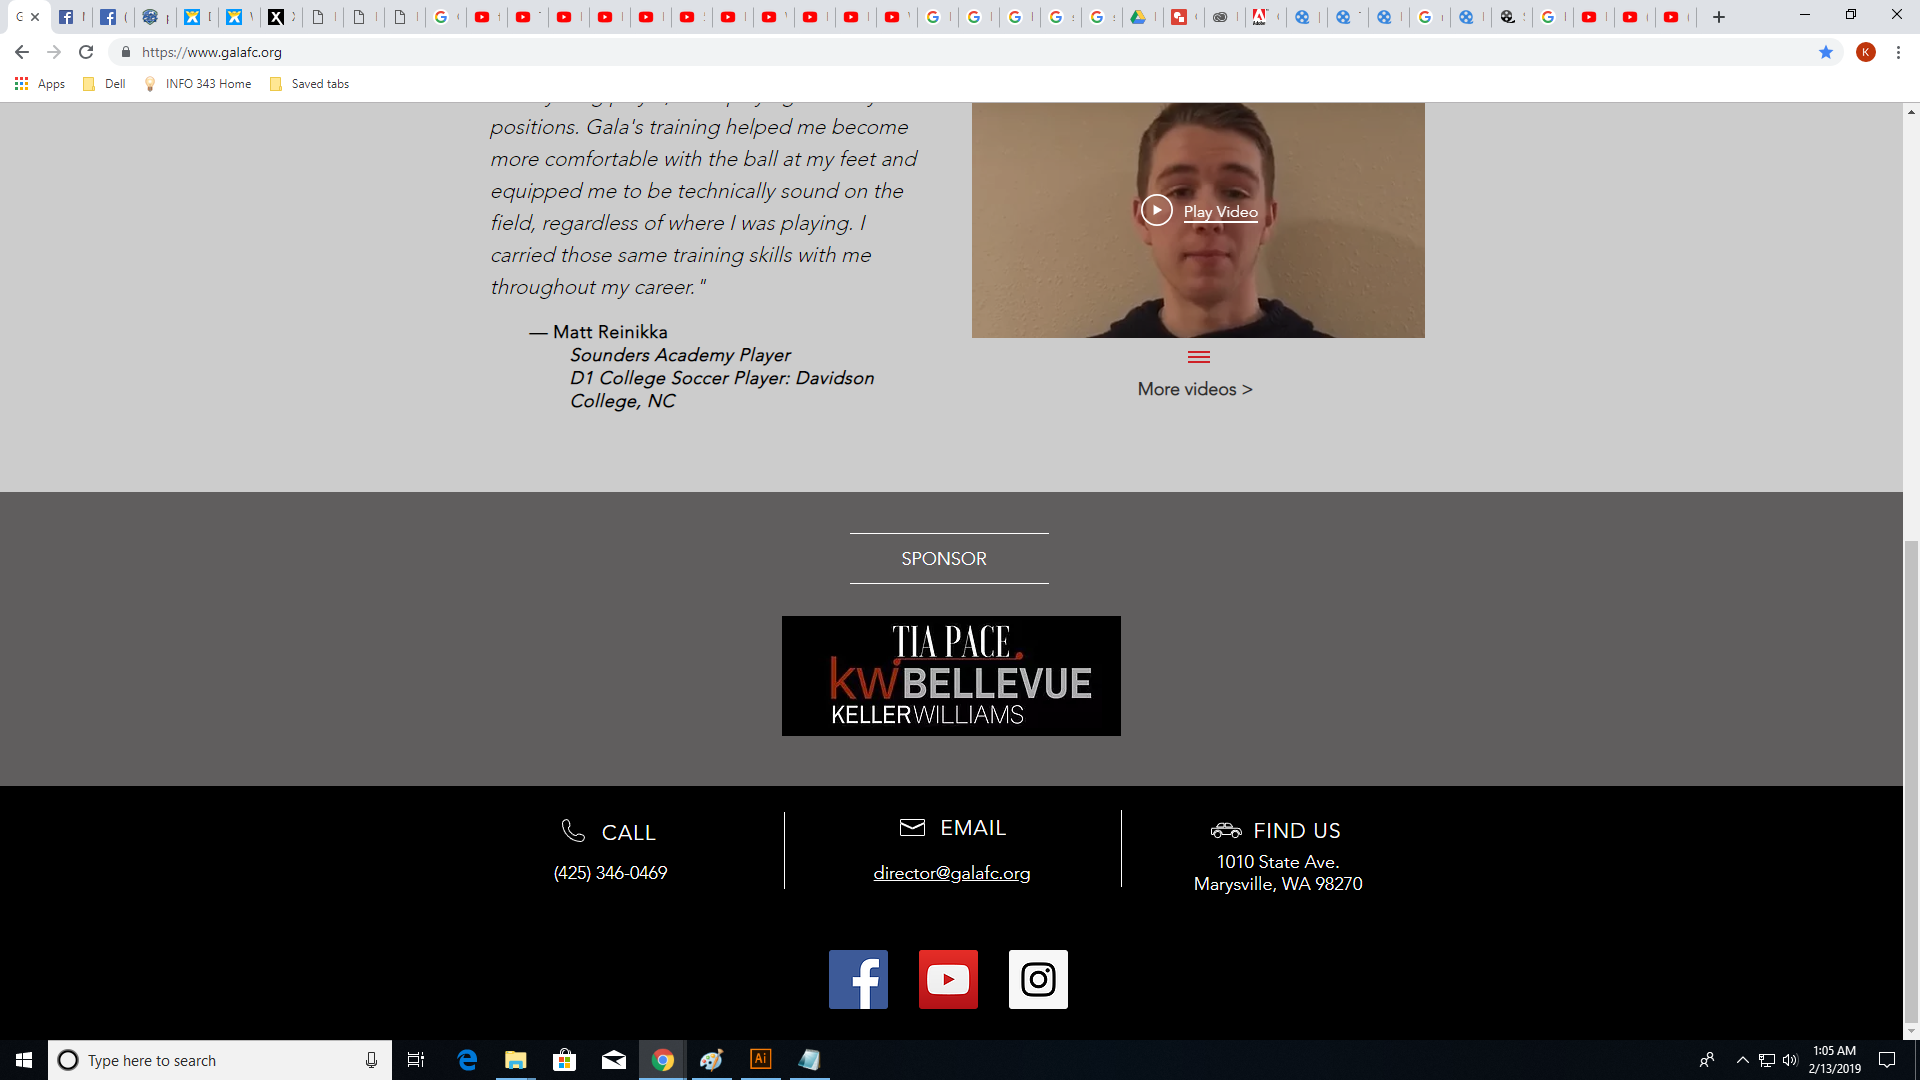 https://www.galafc.org
K
Apps
Dell
INFO 343 Home
Saved tabs
positions. Gala's training helped me become
more comfortable with the ball at my feet and
equipped me to be technically sound on the
field, regardless of where I was playing. I
carried those same training skills with me
throughout my career."
— Matt Reinikka
Sounders Academy Player
D1 College Soccer Player: Davidson
College, NC
Play Video
More videos >
SPONSOR
TIA PACE
kw BELLEVUE
KELLERWILLIAMS
CALL
(425) 346-0469
EMAIL
director@galafc.org
FIND US
1010 State Ave.
Marysville, WA 98270
Type here to search
Ai
1:05 AM
2/13/2019